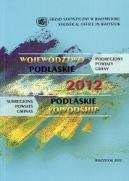 URZĄD STATYSTYCZNY W BIAŁYMSTOKU
STATISTICAL OFFICE IN BIAŁYSTOK
WOJEWÓDZTWO
PODLASKIE
PODREGIONY
POWIATY
GMINY
2012
SUBREGIONS
POWIATS
GMINAS
PODLASKIE
VOIVODSHIP
BIAŁYSTOK 2012